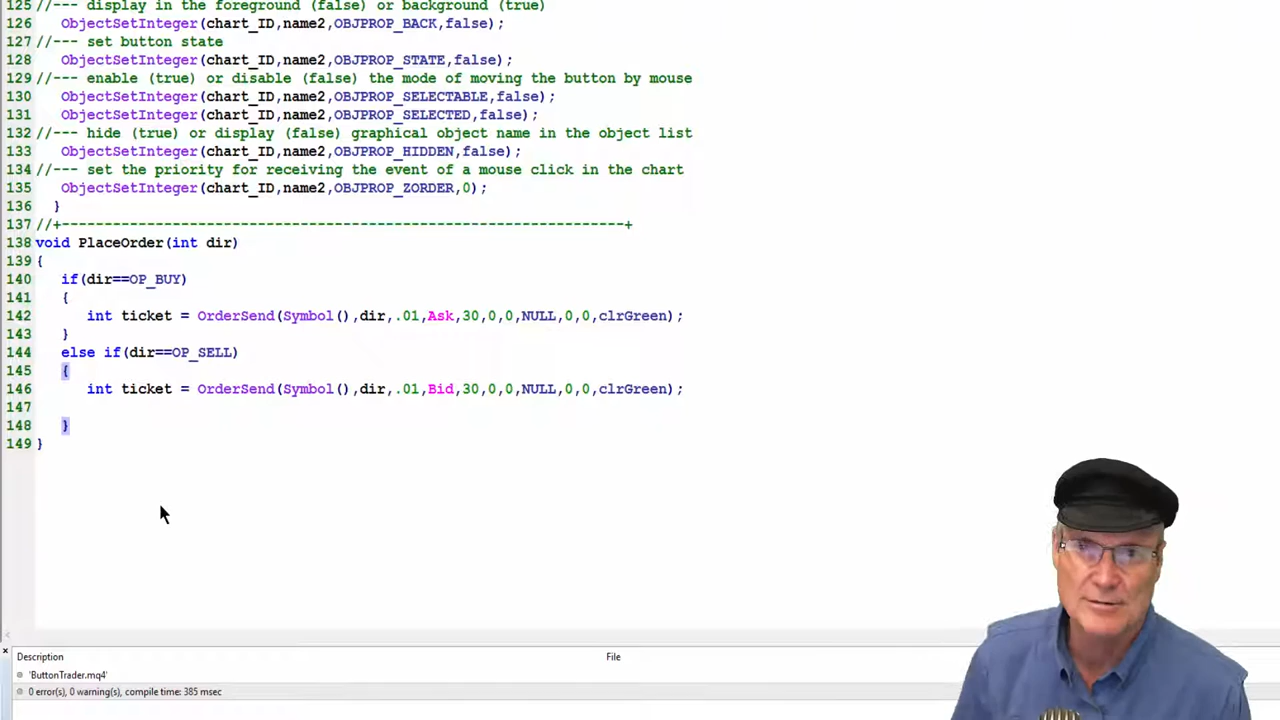 125 //--- display in the foreground (false) or background (true)
126 ObjectSetInteger(chart_ID,name2,OBJPROP_BACK,false);
127 //--- set button state
128 ObjectSetInteger(chart_ID,name2,OBJPROP_STATE,false);
129 //--- enable (true) or disable (false) the mode of moving the button by mouse
130 ObjectSetInteger(chart_ID,name2,OBJPROP_SELECTABLE,false);
131 ObjectSetInteger(chart_ID,name2,OBJPROP_SELECTED,false);
132 //--- hide (true) or display (false) graphical object name in the object list
133 ObjectSetInteger(chart_ID,name2,OBJPROP_HIDDEN,false);
134 //--- set the priority for receiving the event of a mouse click in the chart
135 ObjectSetInteger(chart_ID,name2,OBJPROP_ZORDER,0);
136 }
137 //+------------------------------------------------------------------+
138 void PlaceOrder(int dir)
139 {
140 if(dir==OP_BUY)
141 {
142 int ticket = OrderSend(Symbol(),dir,.01,Ask,30,0,0,NULL,0,0,clrGreen);
143 }
144 else if(dir==OP_SELL)
145 {
146 int ticket = OrderSend(Symbol(),dir,.01,Bid,30,0,0,NULL,0,0,clrGreen);
147
148 }
149 }
Description File
'ButtonTrader.mq4'
0 error(s), 0 warning(s), compile time: 385 msec